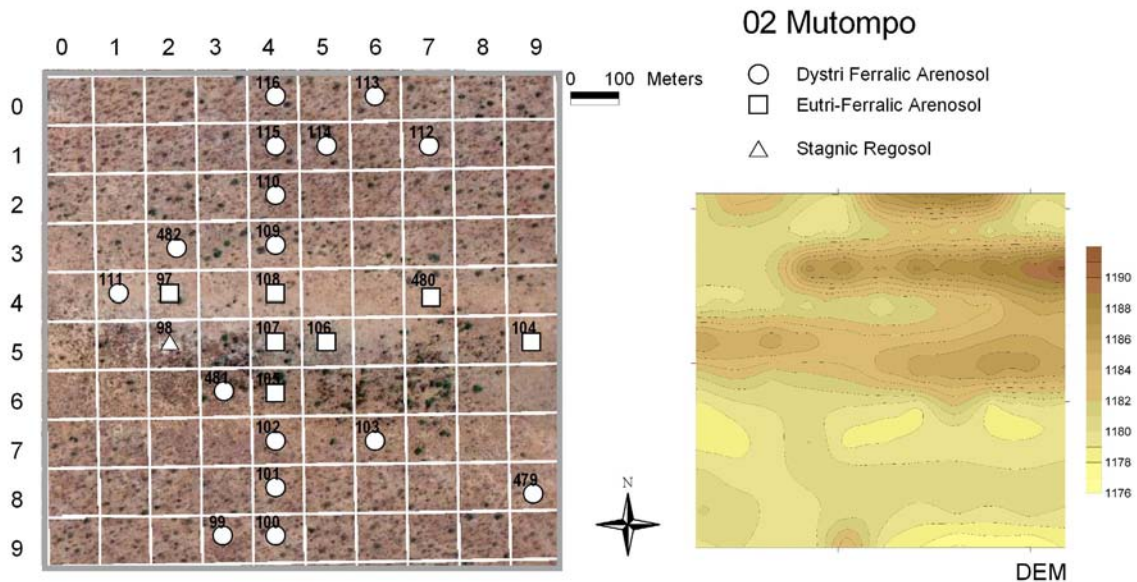 02 Mutompo
0 1 2 3 4 5 6 7 8 9
0 100 Meters
Dystri Ferralic Arenosol
Eutri-Ferralic Arenosol
Stagnic Regosol
0
116 113
1
115 114 112
2
110
3
482 109
4
111 97 108 480
5
98 107 106 104
6
481 105
7
102 103
8
101 479
9
99 100
N
1190
1188
1186
1184
1182
1180
1178
1176
DEM